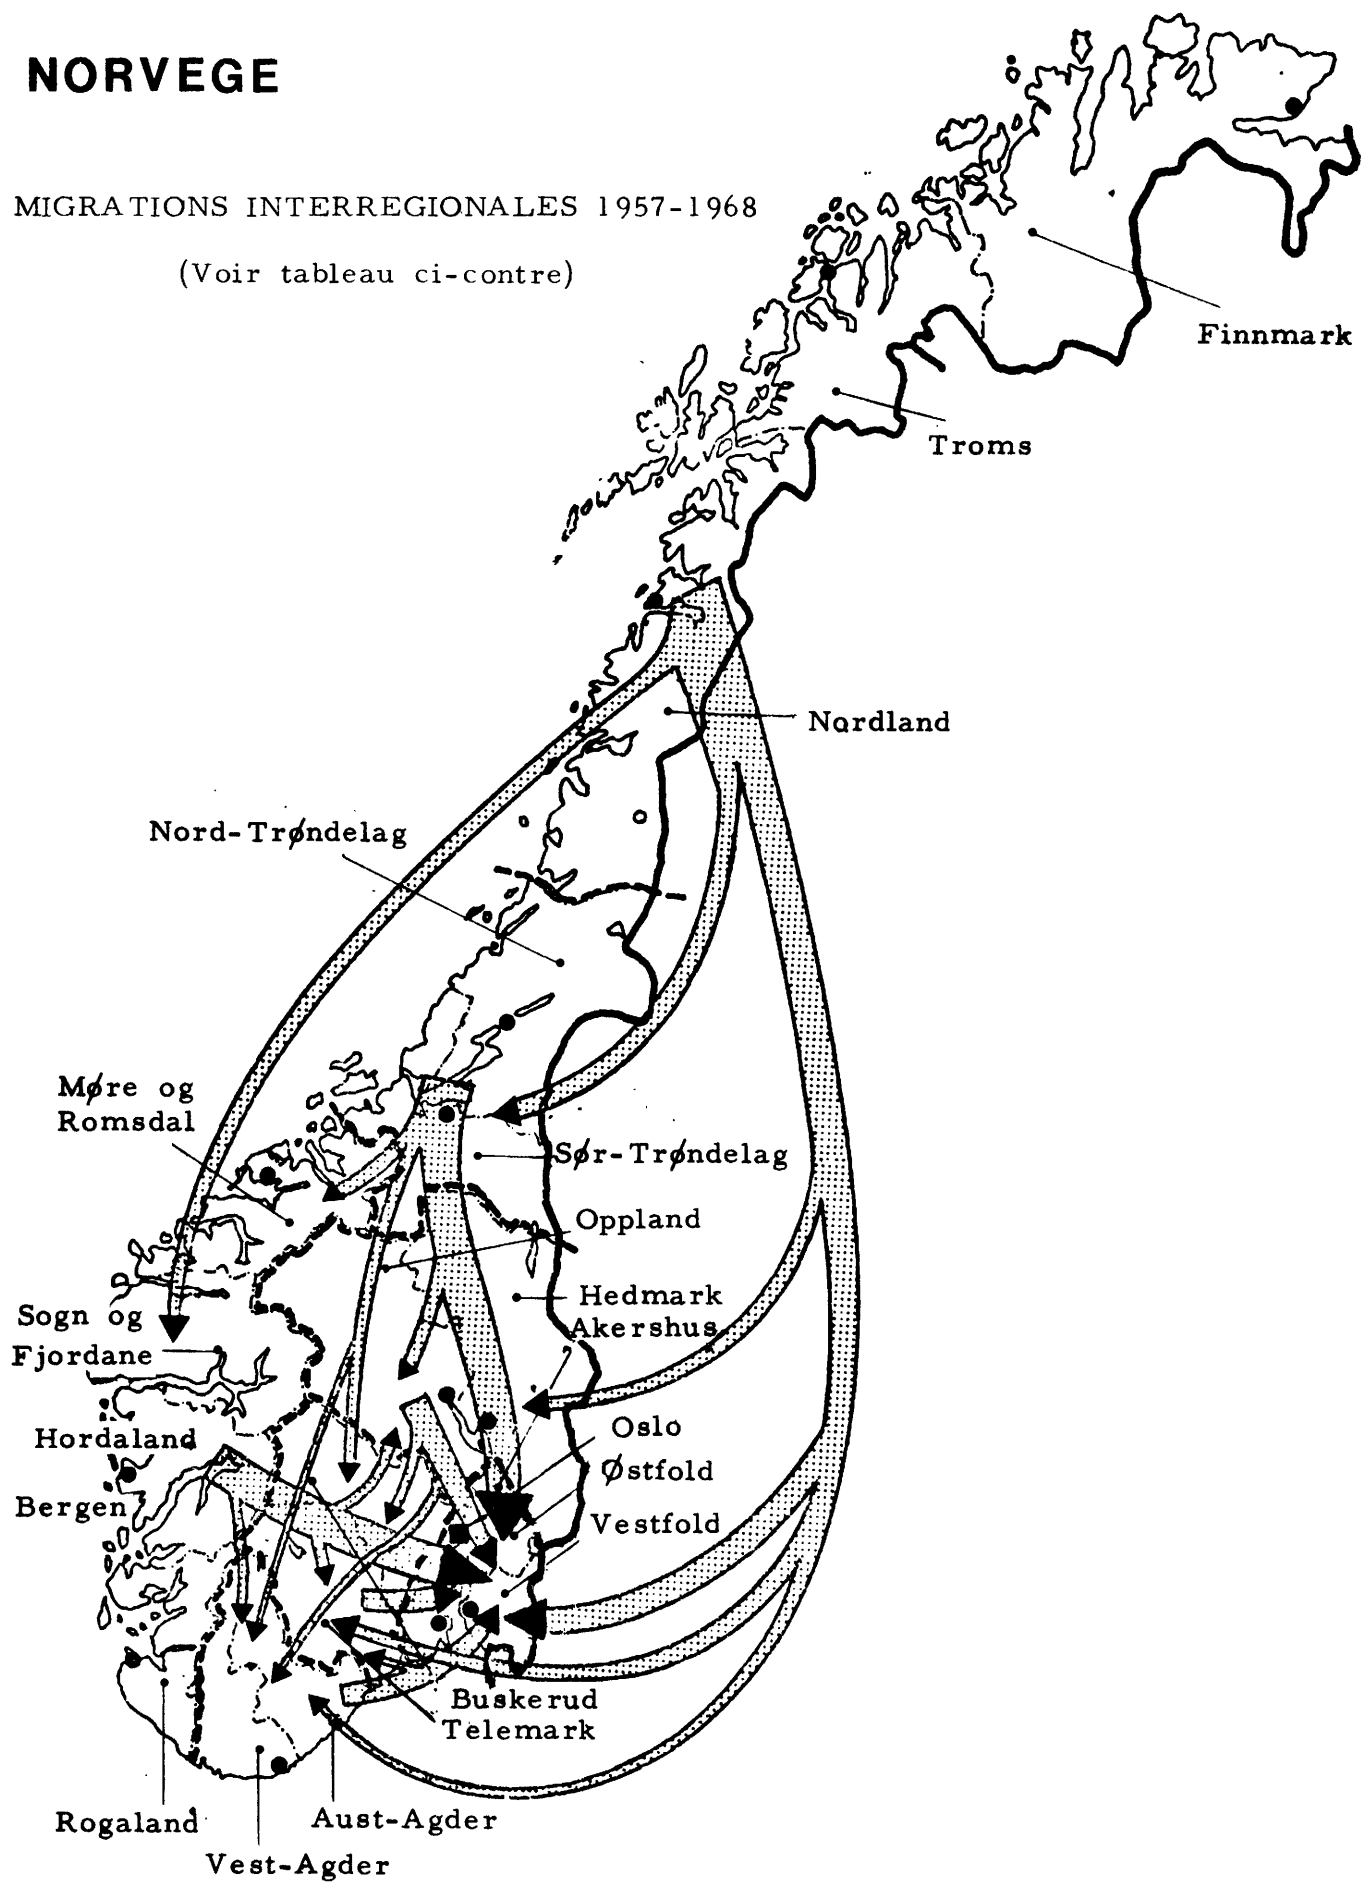 NORVEGE
MIGRATIONS INTERREGIONALES 1957-1968
(Voir tableau ci-contre)
Finnmark
Troms
Nordland
Nord-Trøndelag
Møre og
Romsdal
Sør-Trøndelag
Oppland
Hedmark
Akershus
Sogn og
Fjordane
Oslo
Hordaland
Østfold
Bergen
Vestfold
Buskerud
Telemark
Rogaland
Aust-Agder
Vest-Agder